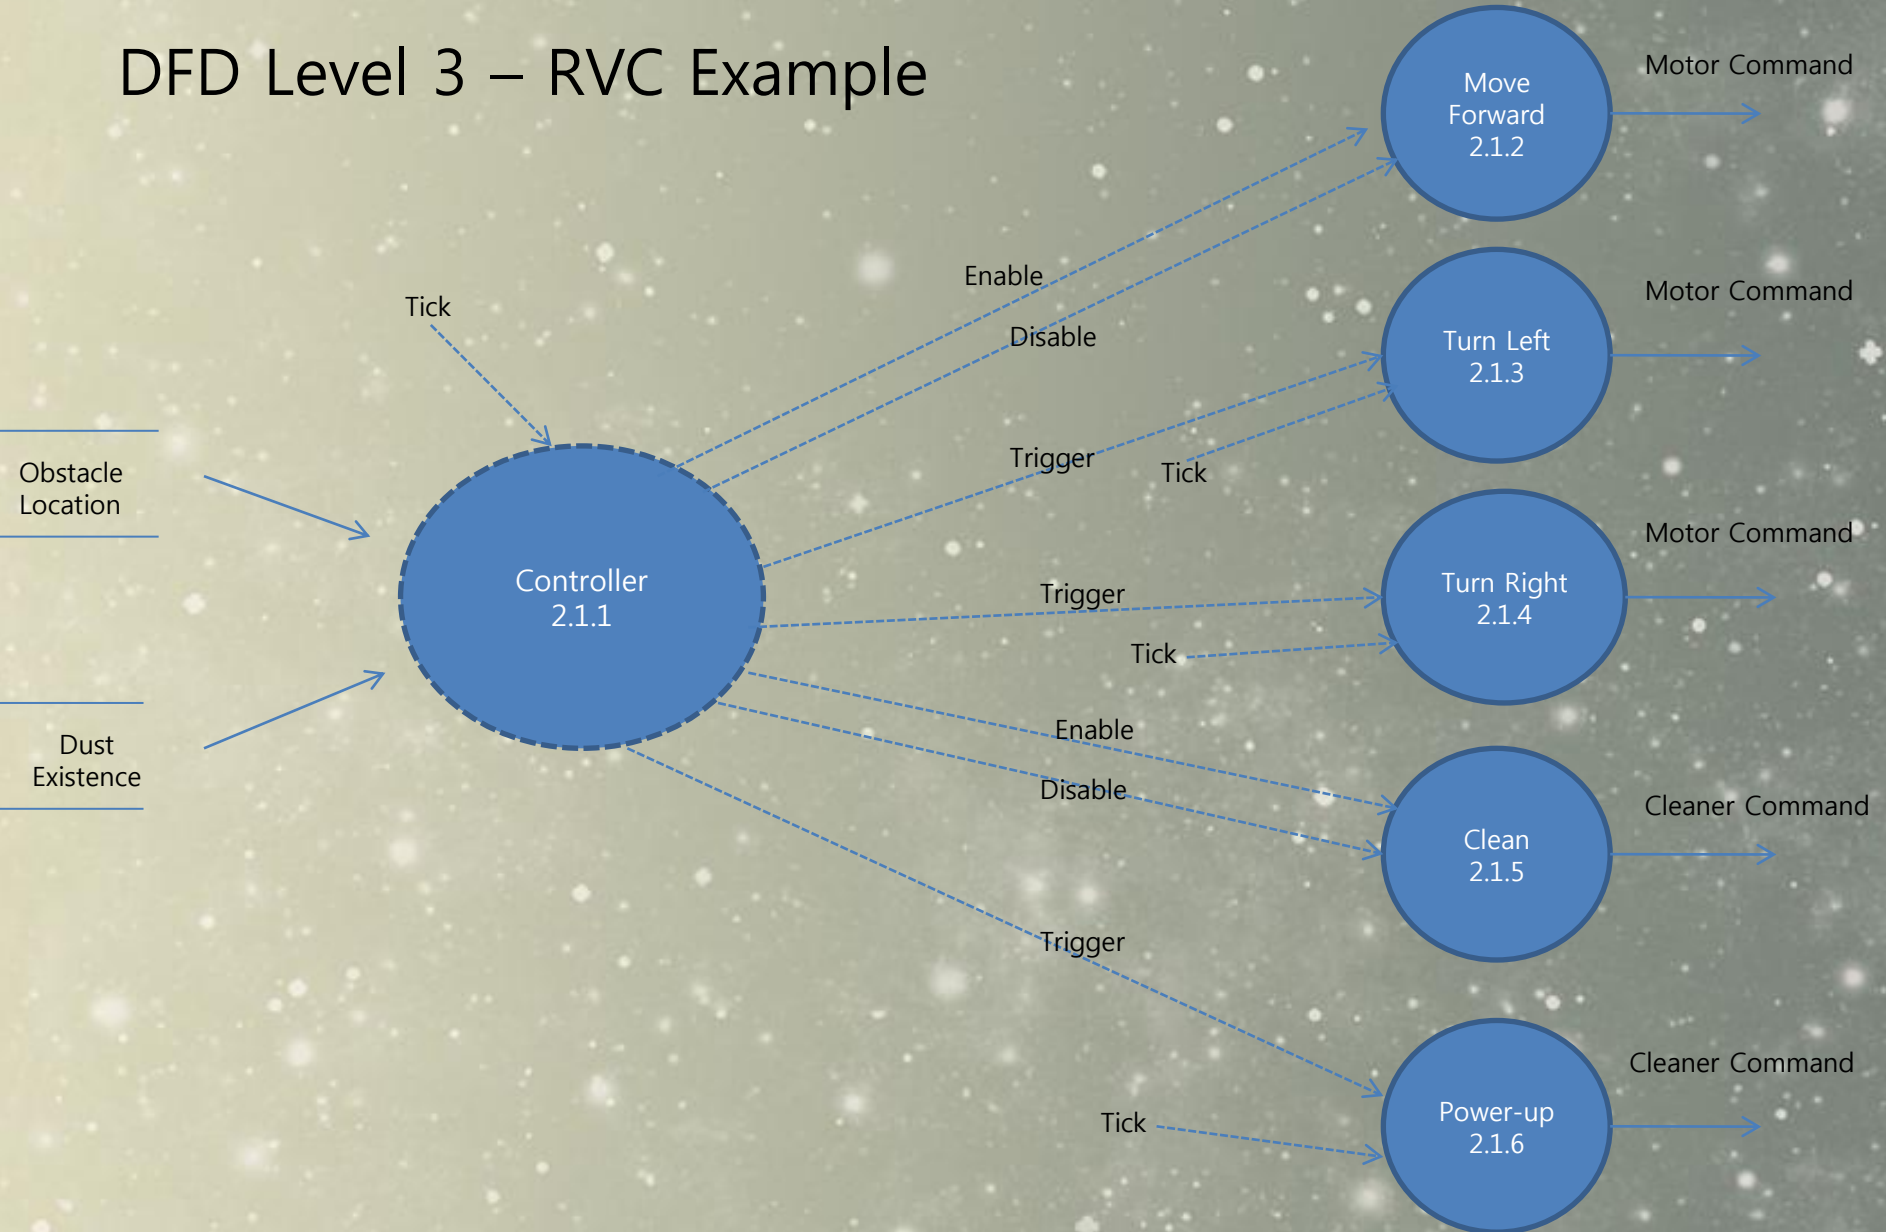 DFD Level 3 – RVC Example
Move
Forward
2.1.2
Motor Command
Enable
Disable
Tick
Turn Left
2.1.3
Motor Command
Trigger
Tick
Obstacle
Location
Controller
2.1.1
Trigger
Tick
Turn Right
2.1.4
Motor Command
Dust
Existence
Enable
Disable
Clean
2.1.5
Cleaner Command
Trigger
Tick
Power-up
2.1.6
Cleaner Command